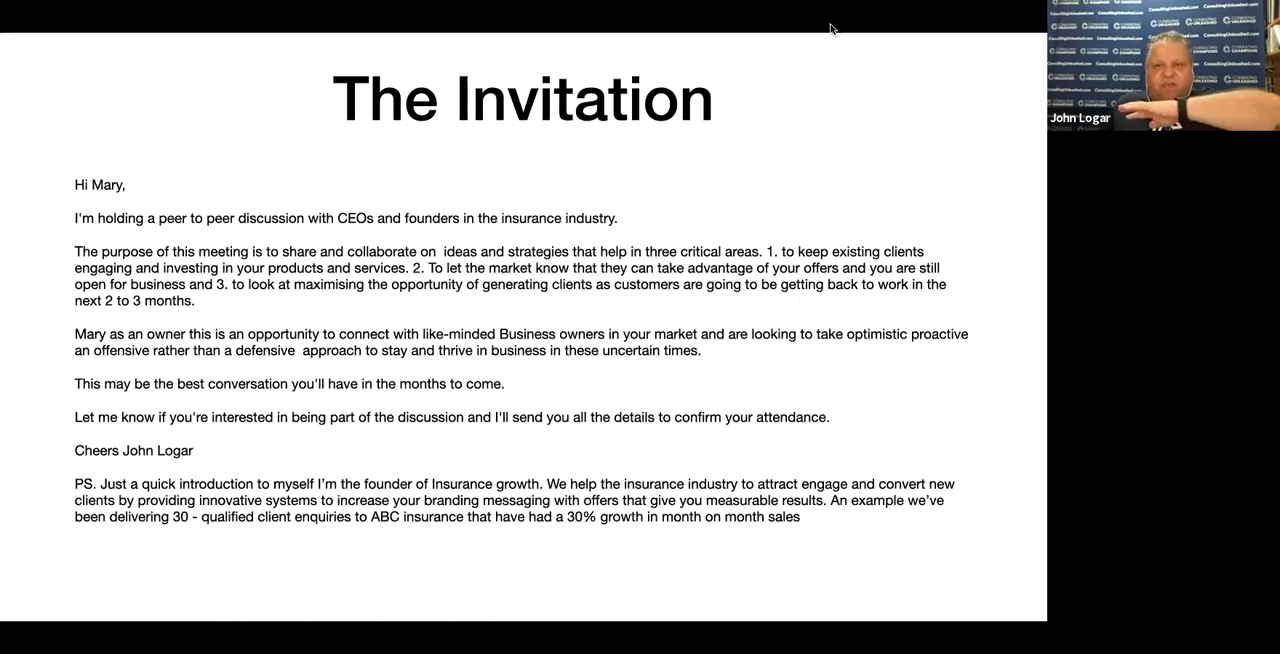 The Invitation
Hi Mary,
I'm holding a peer to peer discussion with CEOs and founders in the insurance industry.
The purpose of this meeting is to share and collaborate on  ideas and strategies that help in three critical areas. 1. to keep existing clients
engaging and investing in your products and services. 2. To let the market know that they can take advantage of your offers and you are still
open for business and 3. to look at maximising the opportunity of generating clients as customers are going to be getting back to work in the
next 2 to 3 months.
Mary as an owner this is an opportunity to connect with like-minded Business owners in your market and are looking to take optimistic proactive
an offensive rather than a defensive  approach to stay and thrive in business in these uncertain times.
This may be the best conversation you'll have in the months to come.
Let me know if you're interested in being part of the discussion and I'll send you all the details to confirm your attendance.
Cheers John Logar
PS. Just a quick introduction to myself I'm the founder of Insurance growth. We help the insurance industry to attract engage and convert new
clients by providing innovative systems to increase your branding messaging with offers that give you measurable results. An example we've
been delivering 30 - qualified client enquiries to ABC insurance that have had a 30% growth in month on month sales
ConsultingUnleashed.com
CONSULTING UNLEASHED
CONSULTING CHAMPIONS
John Logar